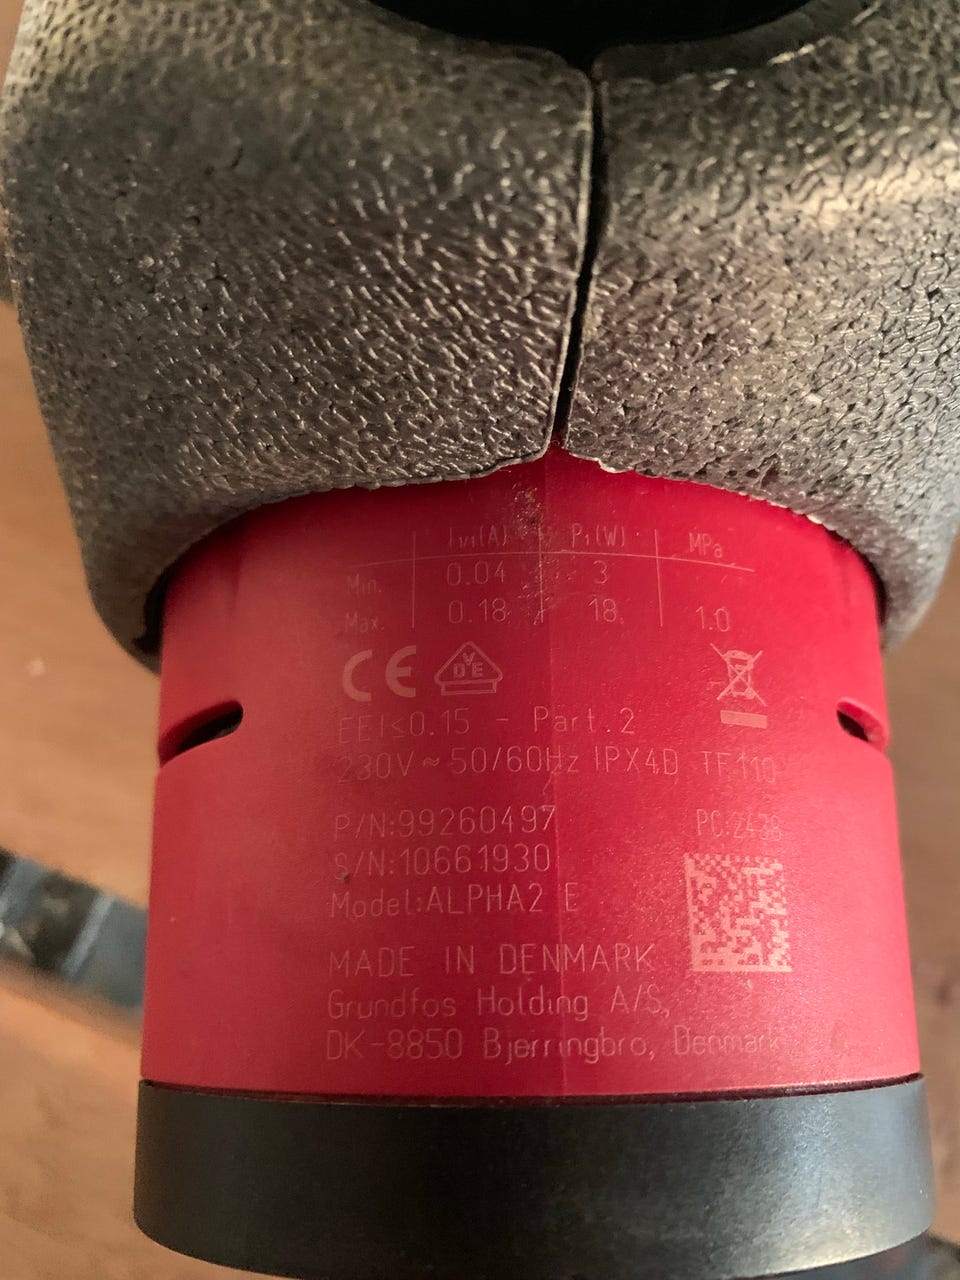 I₁/₁(A) P₁(W) MPa
Min. 0.04 3
Max. 0.18 18 1.0
CE VDE
EEI≤0.15 - Part.2
230V ~ 50/60Hz IPX4D TF110
P/N:99260497
S/N:10661930
Model:ALPHA2 E
MADE IN DENMARK
Grundfos Holding A/S,
DK-8850 Bjerringbro, Denmark